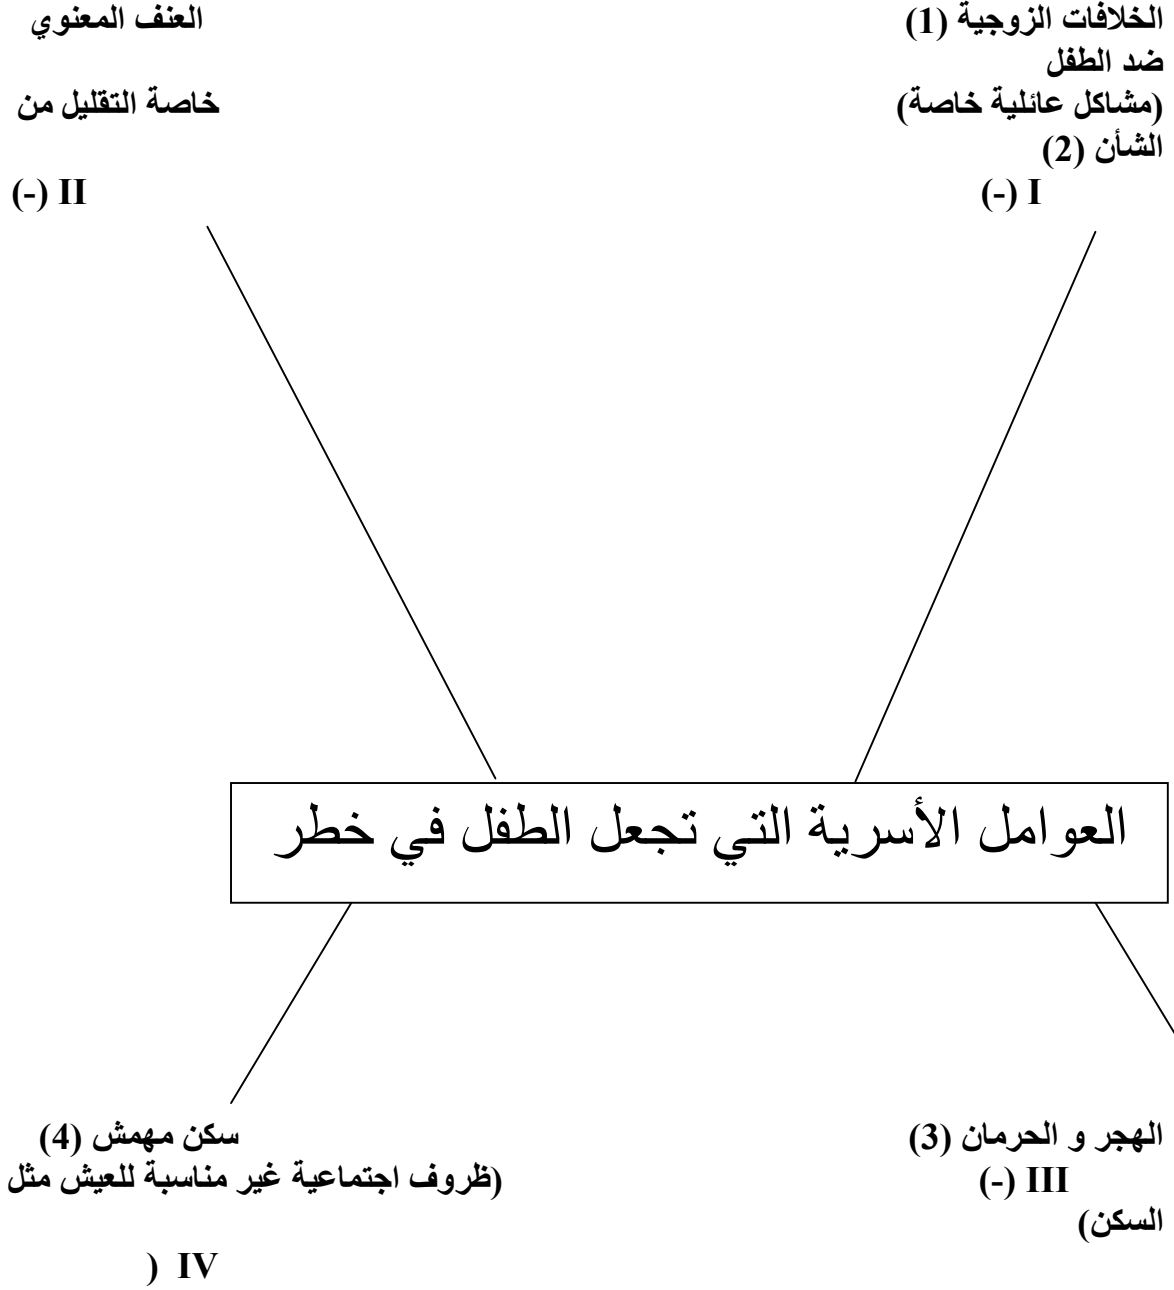 الخلافات الزوجية (1) العنف المعنوي
ضد الطفل
(مشاكل عائلية خاصة) خاصة التقليل من
الشأن (2)
I (-) II (-)
العوامل الأسرية التي تجعل الطفل في خطر
الهجر و الحرمان (3) سكن مهمش (4)
III (-) (ظروف اجتماعية غير مناسبة للعيش مثل
السكن)
IV (